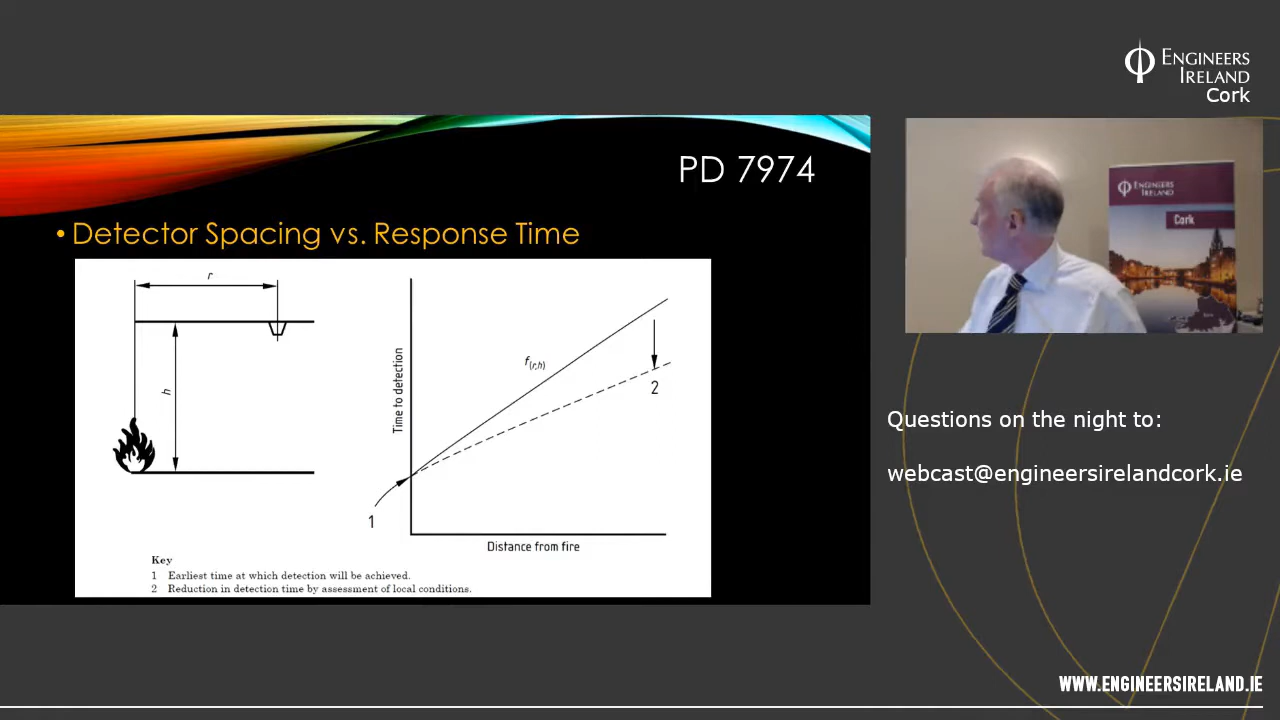 ENGINEERS
IRELAND
Cork
PD 7974
• Detector Spacing vs. Response Time
r
h
Time to detection
f(r,h)
2
1
Distance from fire
Key
1 Earliest time at which detection will be achieved.
2 Reduction in detection time by assessment of local conditions.
ENGINEERS
IRELAND
Cork
Questions on the night to:
webcast@engineersirelandcork.ie
WWW.ENGINEERSIRELAND.IE